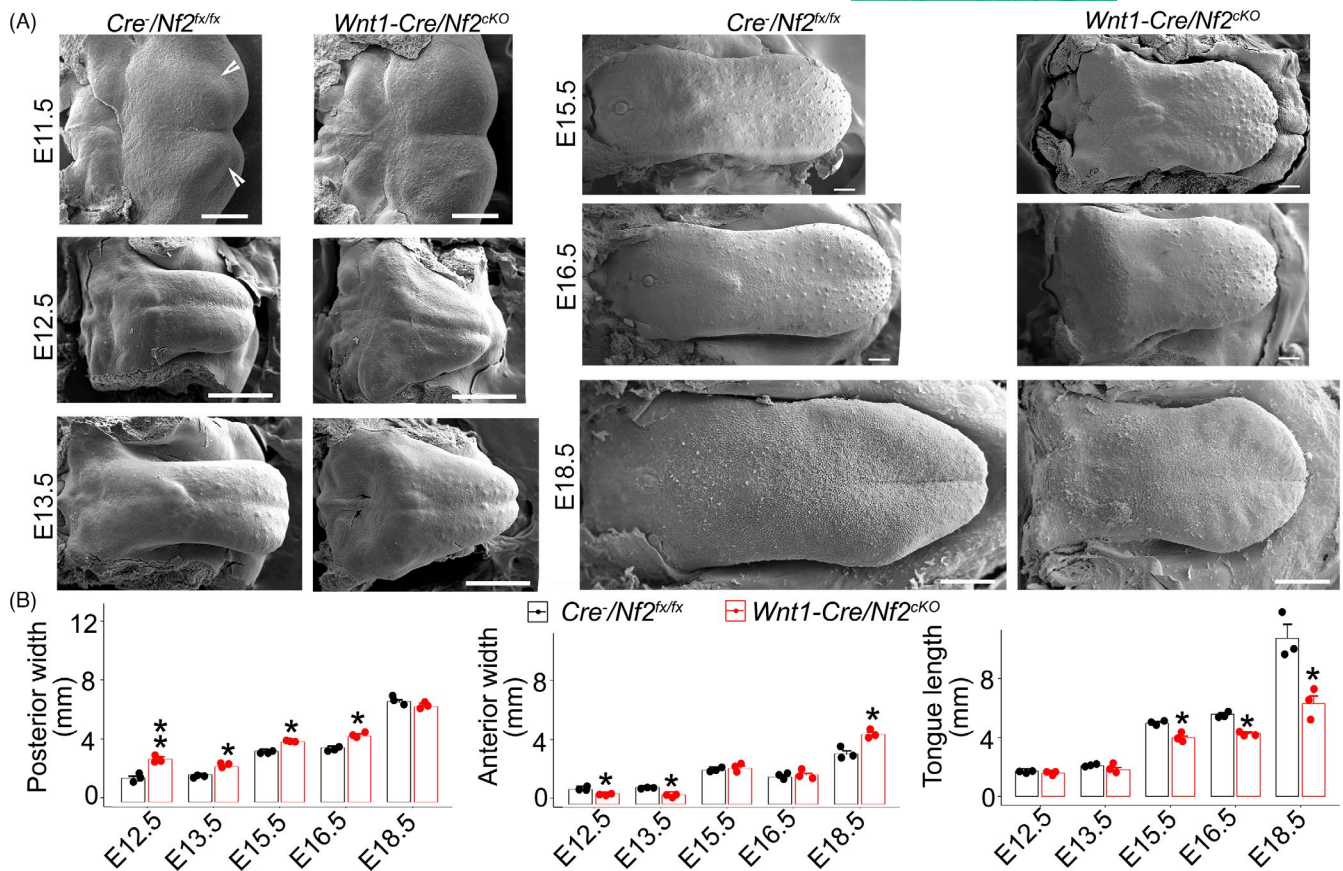 (A)
Cre⁻/Nf2ᶠˣ/ᶠˣ
Wnt1-Cre/Nf2ᶜᴷᴼ
Cre⁻/Nf2ᶠˣ/ᶠˣ
Wnt1-Cre/Nf2ᶜᴷᴼ
E11.5
E12.5
E13.5
E15.5
E16.5
E18.5
(B)
Cre⁻/Nf2ᶠˣ/ᶠˣ
Wnt1-Cre/Nf2ᶜᴷᴼ
Posterior width
(mm)
12
8
4
0
*
*
*
*
*
E12.5
E13.5
E15.5
E16.5
E18.5
Anterior width
(mm)
8
4
0
*
*
*
E12.5
E13.5
E15.5
E16.5
E18.5
Tongue length
(mm)
8
4
0
*
*
*
E12.5
E13.5
E15.5
E16.5
E18.5